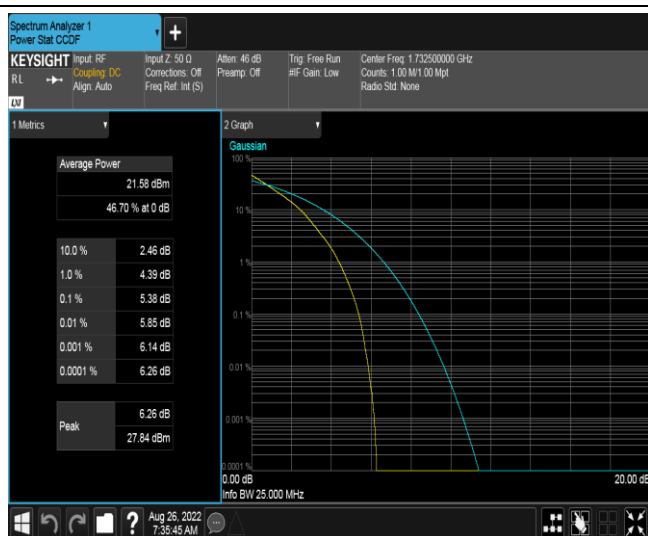 Spectrum Analyzer 1
Power Stat CCDF
+
KEYSIGHT
RL
LXI
Input: RF
Coupling: DC
Align: Auto
Input Z: 50 Ω
Corrections: Off
Freq Ref: Int (S)
Atten: 46 dB
Preamp: Off
Trig: Free Run
#IF Gain: Low
Center Freq: 1.732500000 GHz
Counts: 1.00 M/1.00 Mpt
Radio Std: None
1 Metrics
Average Power
21.58 dBm
46.70 % at 0 dB
10.0 % 2.46 dB
1.0 % 4.39 dB
0.1 % 5.38 dB
0.01 % 5.85 dB
0.001 % 6.14 dB
0.0001 % 6.26 dB
Peak
6.26 dB
27.84 dBm
2 Graph
Gaussian
100 %
10 %
1 %
0.1 %
0.01 %
0.001 %
0.0001 %
0.00 dB
20.00 dB
Info BW 25.000 MHz
?
Aug 26, 2022
7:35:45 AM